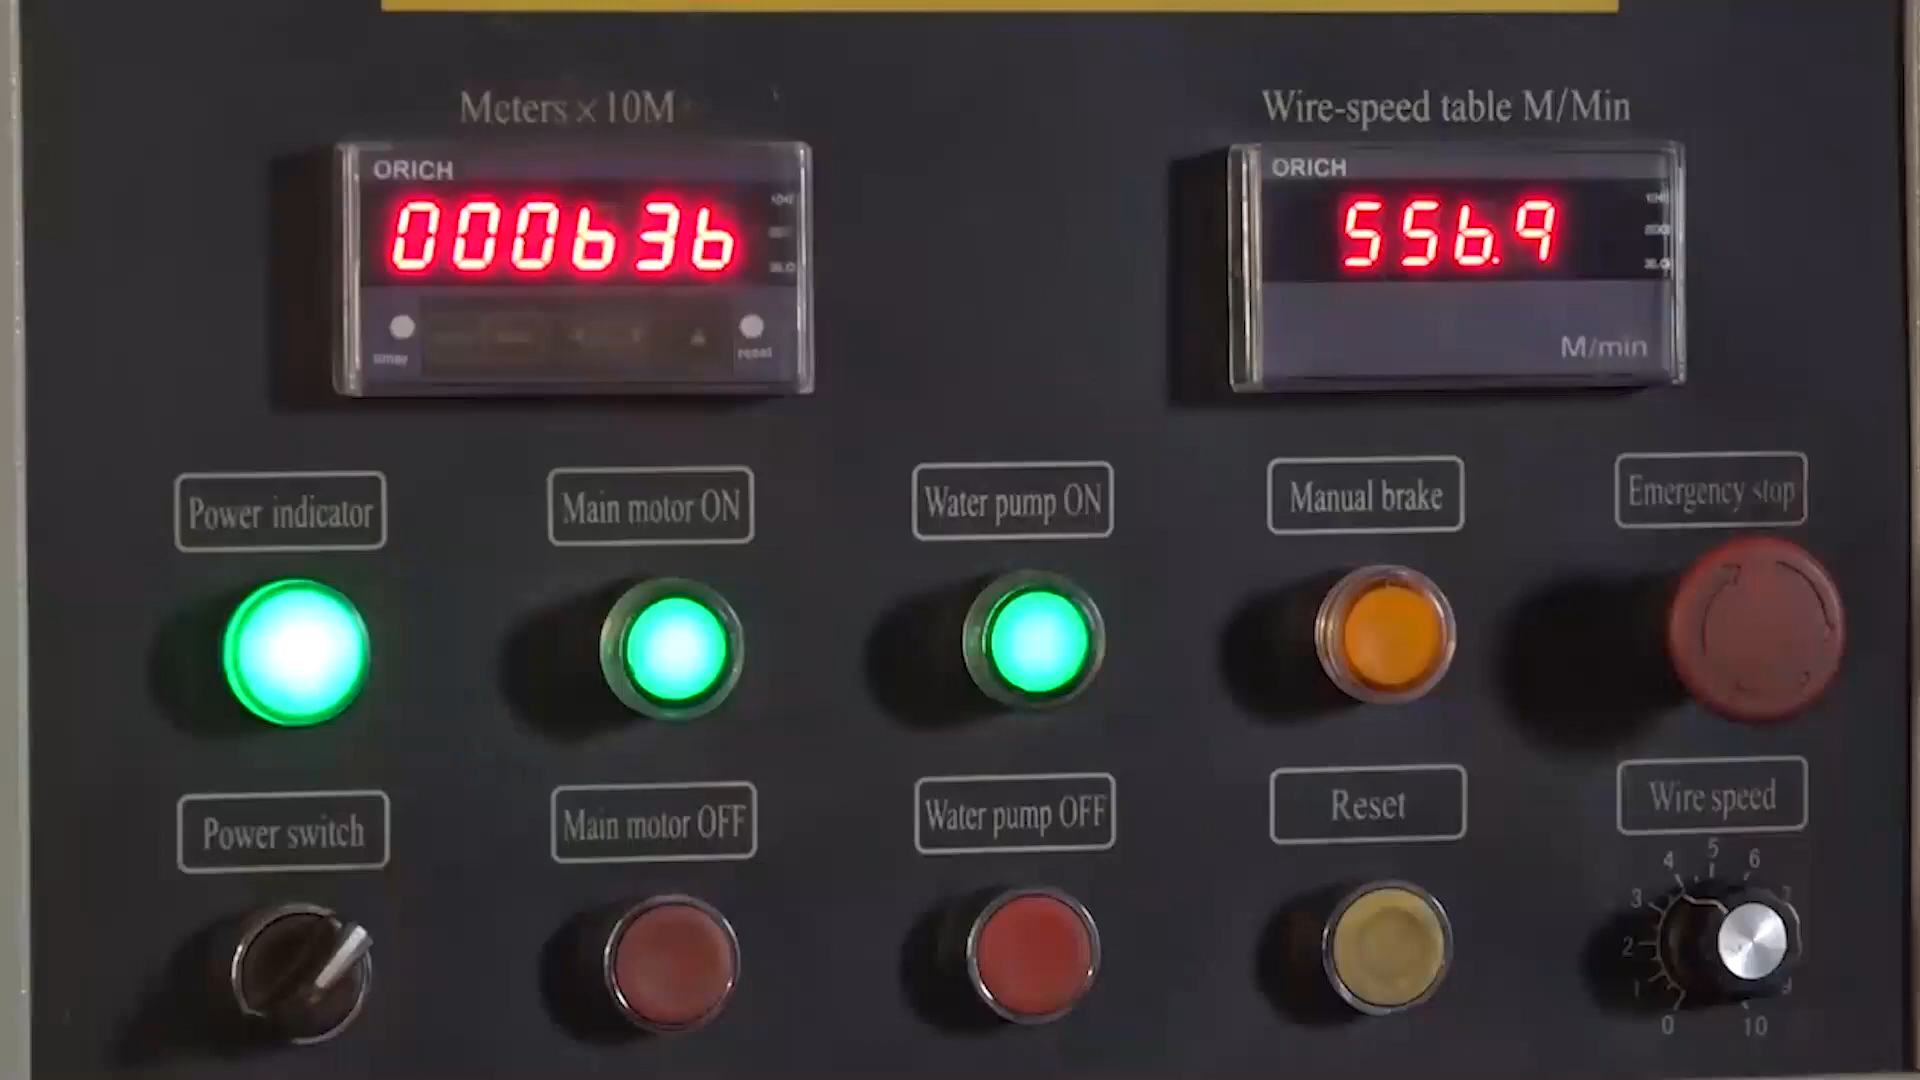 Meters×10M
Wire-speed table M/Min
ORICH
000636
timer
reset
ORICH
556.9
M/min
Power indicator
Main motor ON
Water pump ON
Manual brake
Emergency stop
Power switch
Main motor OFF
Water pump OFF
Reset
Wire speed
0
1
2
3
4
5
6
7
9
10